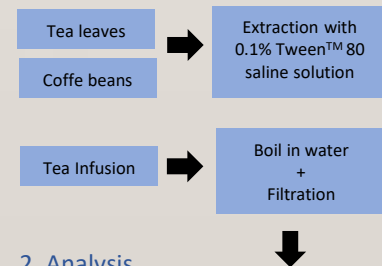 Tea leaves
Coffe beans
Extraction with
0.1% Tween™ 80
saline solution
Tea Infusion
Boil in water
+
Filtration
2. Analysis